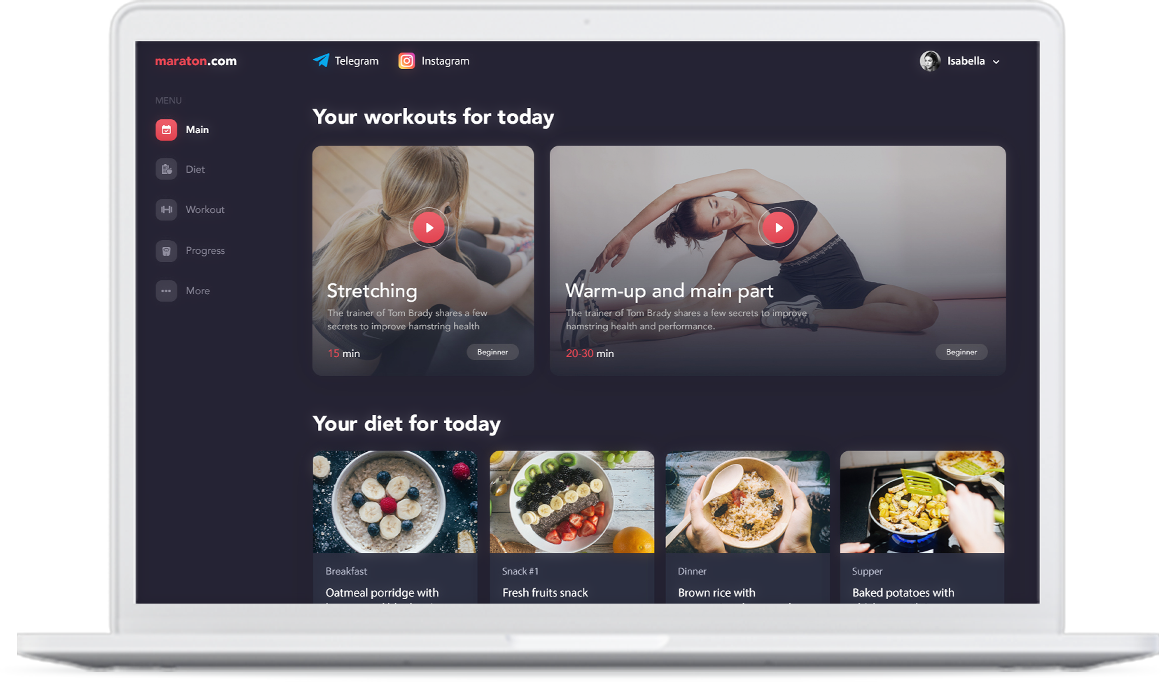 maraton.com
Telegram
Instagram
Isabella
MENU
Main
Diet
Workout
Progress
More
Your workouts for today
Stretching
The trainer of Tom Brady shares a few
secrets to improve hamstring health
15 min
Beginner
Warm-up and main part
The trainer of Tom Brady shares a few secrets to improve
hamstring health and performance.
20-30 min
Beginner
Your diet for today
Breakfast
Oatmeal porridge with
Snack #1
Fresh fruits snack
Dinner
Brown rice with
Supper
Baked potatoes with